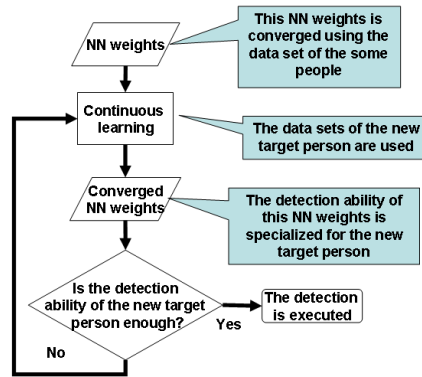 This NN weights is
converged using the
data set of the some
people
NN weights
Continuous
learning
The data sets of the new
target person are used
Converged
NN weights
The detection ability of
this NN weights is
specialized for the new
target person
Is the detection
ability of the new target
person enough?
The detection
is executed
Yes
No